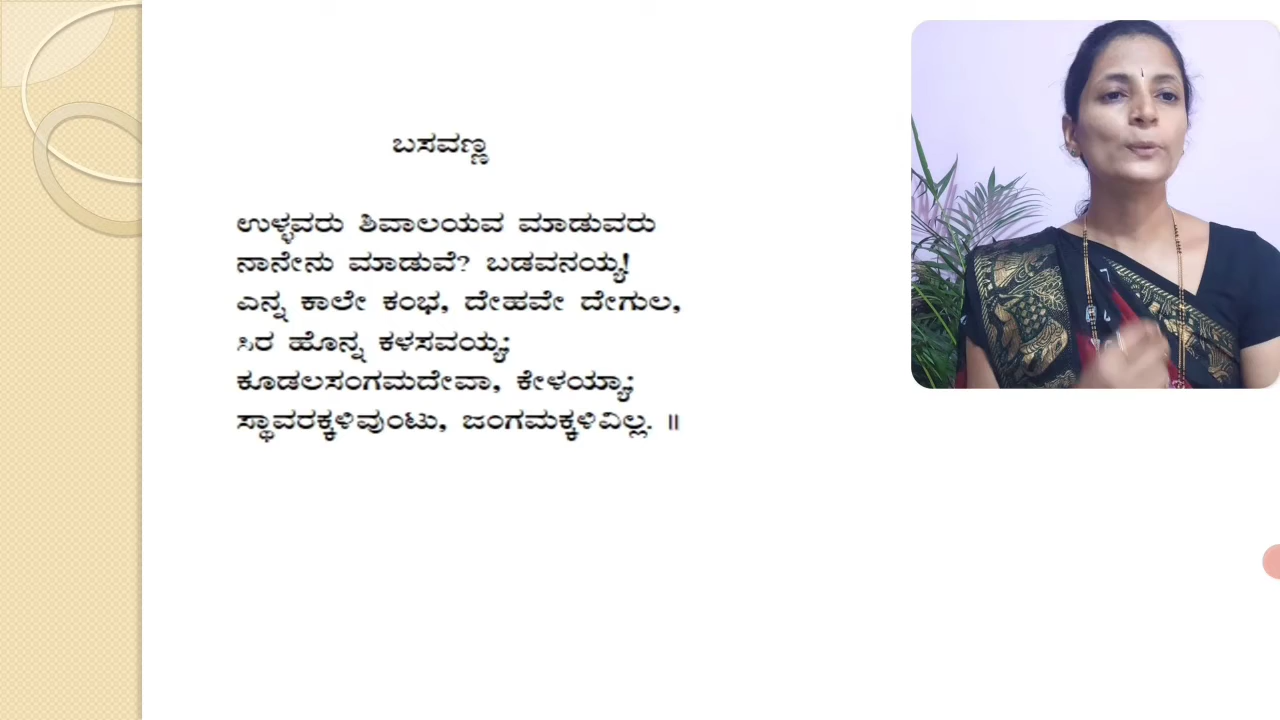 ಬಸವಣ್ಣ
ಉಳ್ಳವರು ಶಿವಾಲಯವ ಮಾಡುವರು
ನಾನೇನು ಮಾಡುವೆ? ಬಡವನಯ್ಯ!
ಎನ್ನ ಕಾಲೇ ಕಂಭ, ದೇಹವೇ ದೇಗುಲ,
ಸಿರ ಹೊನ್ನ ಕಳಸವಯ್ಯ;
ಕೂಡಲಸಂಗಮದೇವಾ, ಕೇಳಯ್ಯಾ;
ಸ್ಥಾವರಕ್ಕಳಿವುಂಟು, ಜಂಗಮಕ್ಕಳಿವಿಲ್ಲ. ॥